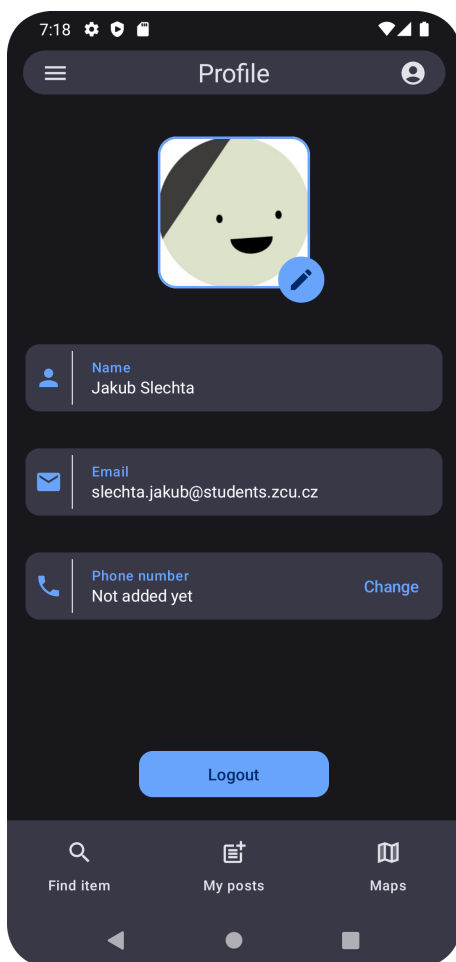 7:18
Profile
Name
Jakub Slechta
Email
slechta.jakub@students.zcu.cz
Phone number
Not added yet
Change
Logout
Find item
My posts
Maps